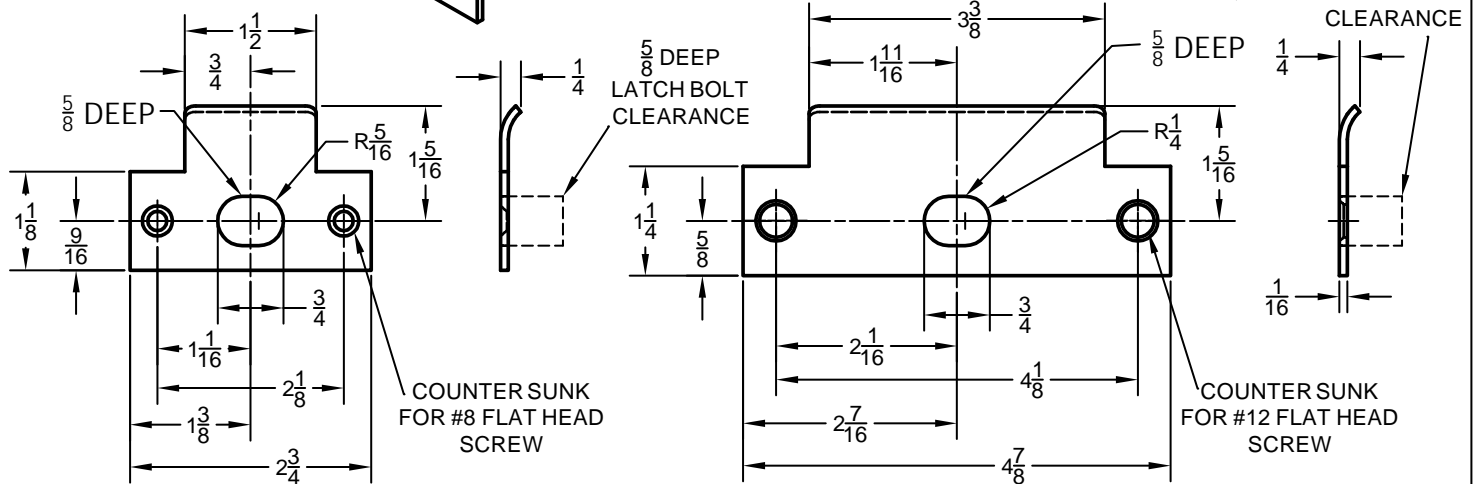 1 1/2
3/4
5/8 DEEP
R 5/16
1 5/16
1 1/8
9/16
3/4
1 1/16
2 1/8
1 3/8
2 3/4
COUNTER SUNK
FOR #8 FLAT HEAD
SCREW
1/4
5/8 DEEP
LATCH BOLT
CLEARANCE
3 3/8
1 11/16
5/8 DEEP
R 1/4
1 5/16
1 1/4
5/8
3/4
2 1/16
4 1/8
2 7/16
4 7/8
COUNTER SUNK
FOR #12 FLAT HEAD
SCREW
CLEARANCE
1/4
1/16